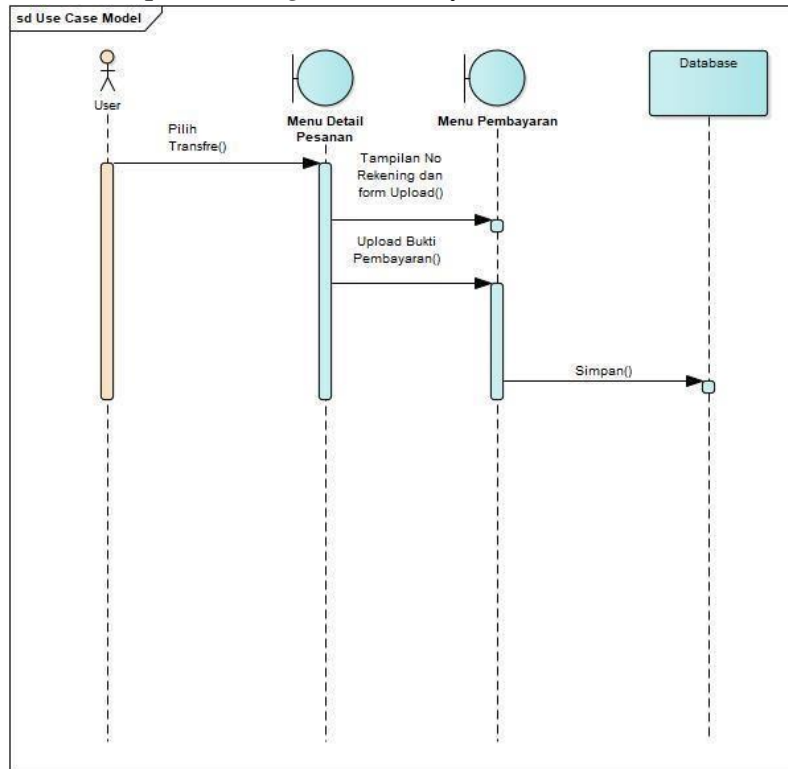 sd Use Case Model
User
Menu Detail
Pesanan
Menu Pembayaran
Database
Pilih
Transfre()
Tampilan No
Rekening dan
form Upload()
Upload Bukti
Pembayaran()
Simpan()